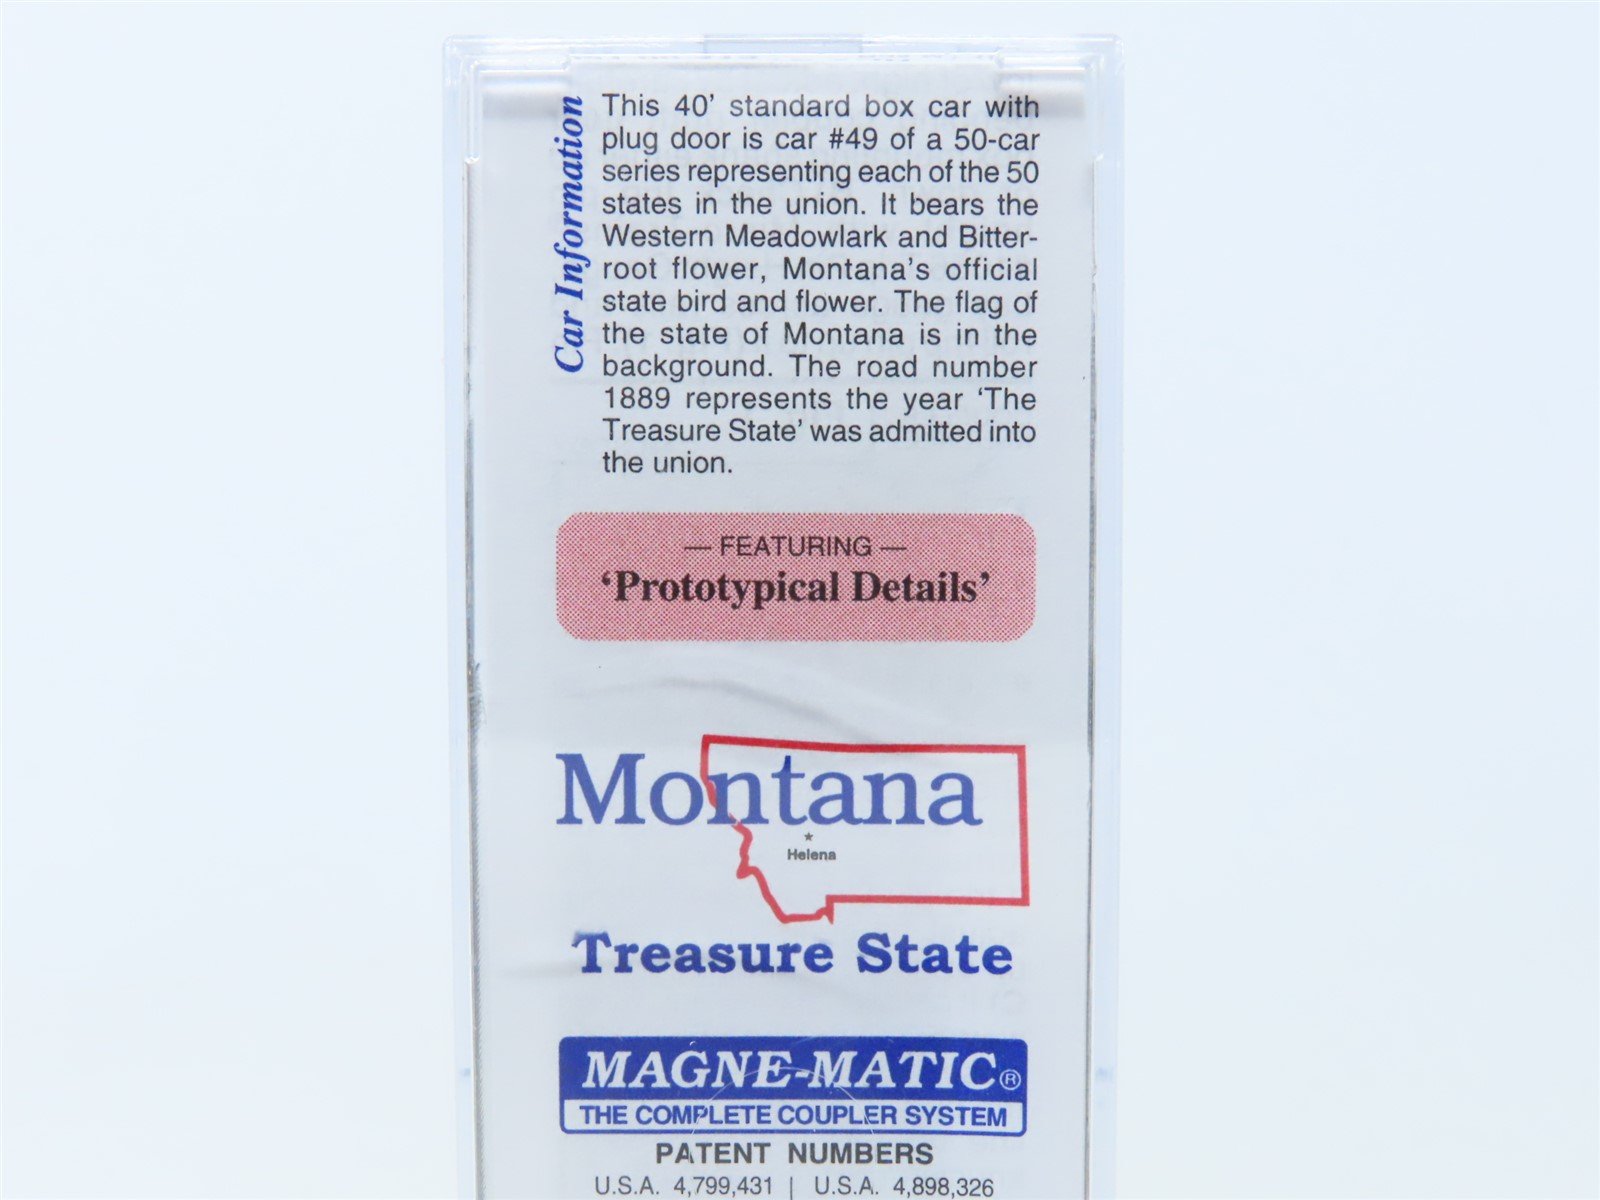 Car Information
This 40’ standard box car with
plug door is car #49 of a 50-car
series representing each of the 50
states in the union. It bears the
Western Meadowlark and Bitter-
root flower, Montana’s official
state bird and flower. The flag of
the state of Montana is in the
background. The road number
1889 represents the year ‘The
Treasure State’ was admitted into
the union.
— FEATURING —
‘Prototypical Details’
Montana
Helena
Treasure State
MAGNE-MATIC®
THE COMPLETE COUPLER SYSTEM
PATENT NUMBERS
U.S.A. 4,799,431 | U.S.A. 4,898,326